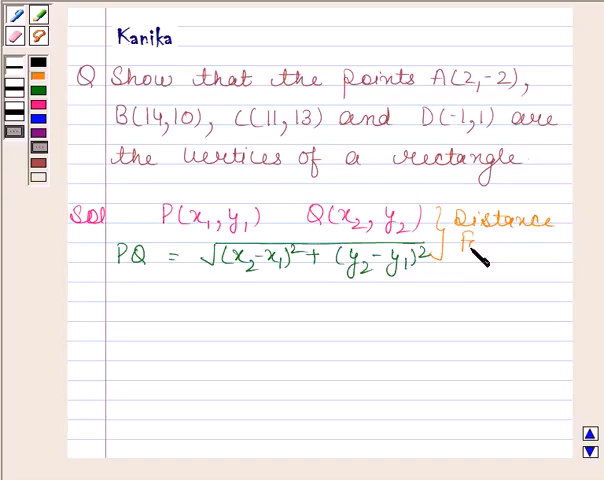 Kanika
Q Show that the points A(2,-2),
B(14,10), C(11,13) and D(-1,1) are
the vertices of a rectangle.
Sol P(x₁,y₁) Q(x₂,y₂) } Distance
PQ = √(x₂-x₁)² + (y₂-y₁)²